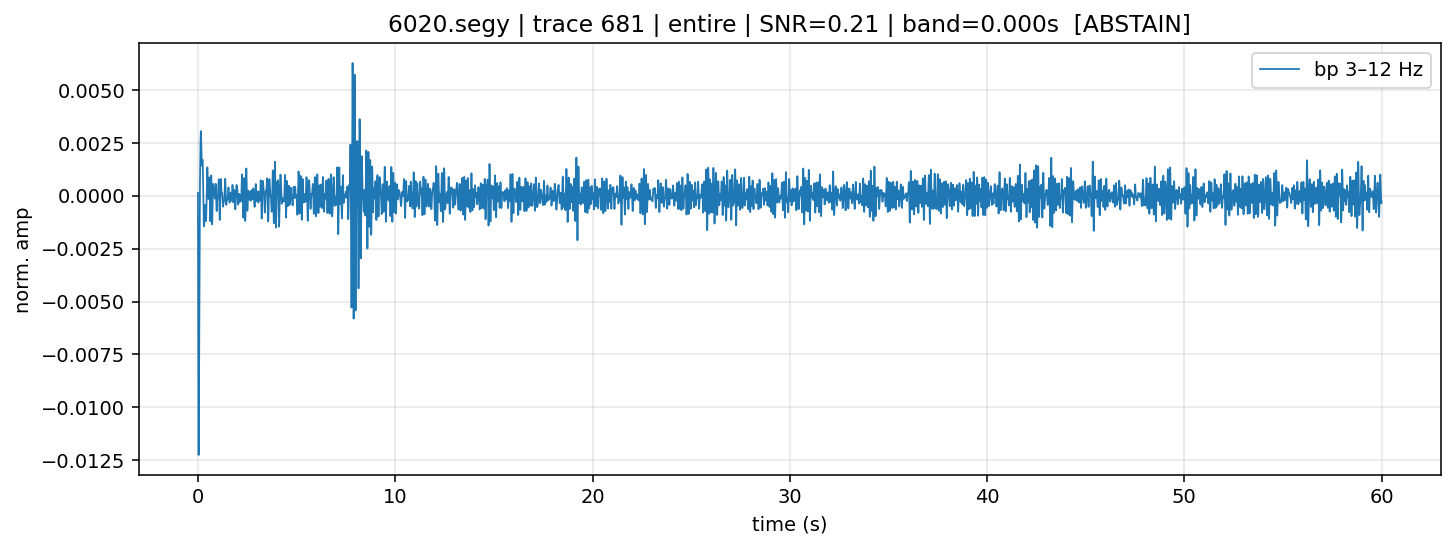 6020.segy | trace 681 | entire | SNR=0.21 | band=0.000s [ABSTAIN]
bp 3–12 Hz
0.0050
0.0025
0.0000
−0.0025
−0.0050
−0.0075
−0.0100
−0.0125
norm. amp
0 10 20 30 40 50 60
time (s)